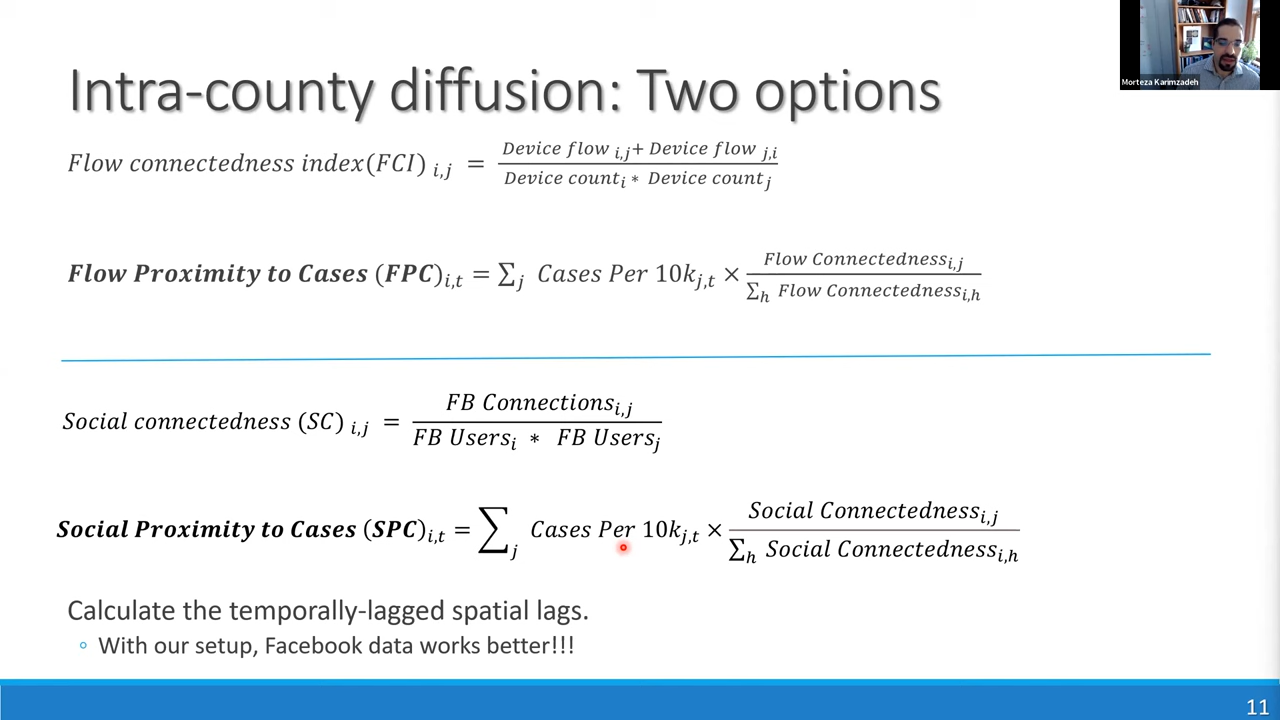 Morteza Karimzadeh
Intra-county diffusion: Two options
Flow connectedness index(FCI) i,j = Device flow i,j+ Device flow j,i / Device counti * Device countj
Flow Proximity to Cases (FPC)i,t = ∑j Cases Per 10kj,t × Flow Connectednessi,j / ∑h Flow Connectednessi,h
Social connectedness (SC) i,j = FB Connectionsi,j / FB Usersi * FB Usersj
Social Proximity to Cases (SPC)i,t = ∑j Cases Per 10kj,t × Social Connectednessi,j / ∑h Social Connectednessi,h
Calculate the temporally-lagged spatial lags.
◦ With our setup, Facebook data works better!!!
11